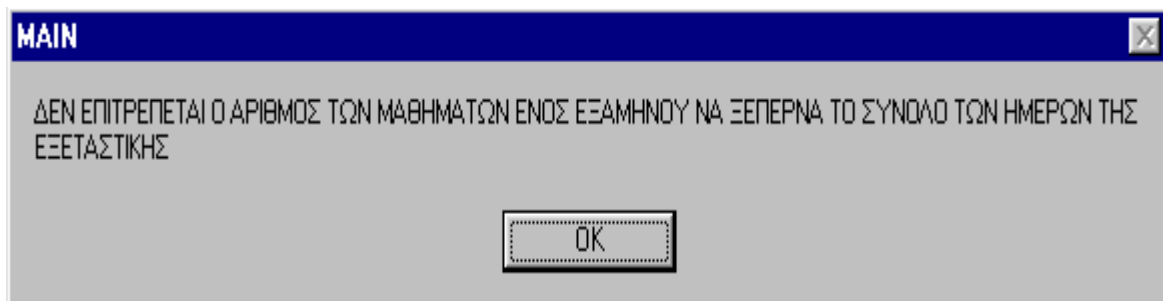 MAIN
ΔΕΝ ΕΠΙΤΡΕΠΕΤΑΙ Ο ΑΡΙΘΜΟΣ ΤΩΝ ΜΑΘΗΜΑΤΩΝ ΕΝΟΣ ΕΞΑΜΗΝΟΥ ΝΑ ΞΕΠΕΡΝΑ ΤΟ ΣΥΝΟΛΟ ΤΩΝ ΗΜΕΡΩΝ ΤΗΣ
ΕΞΕΤΑΣΤΙΚΗΣ
OK